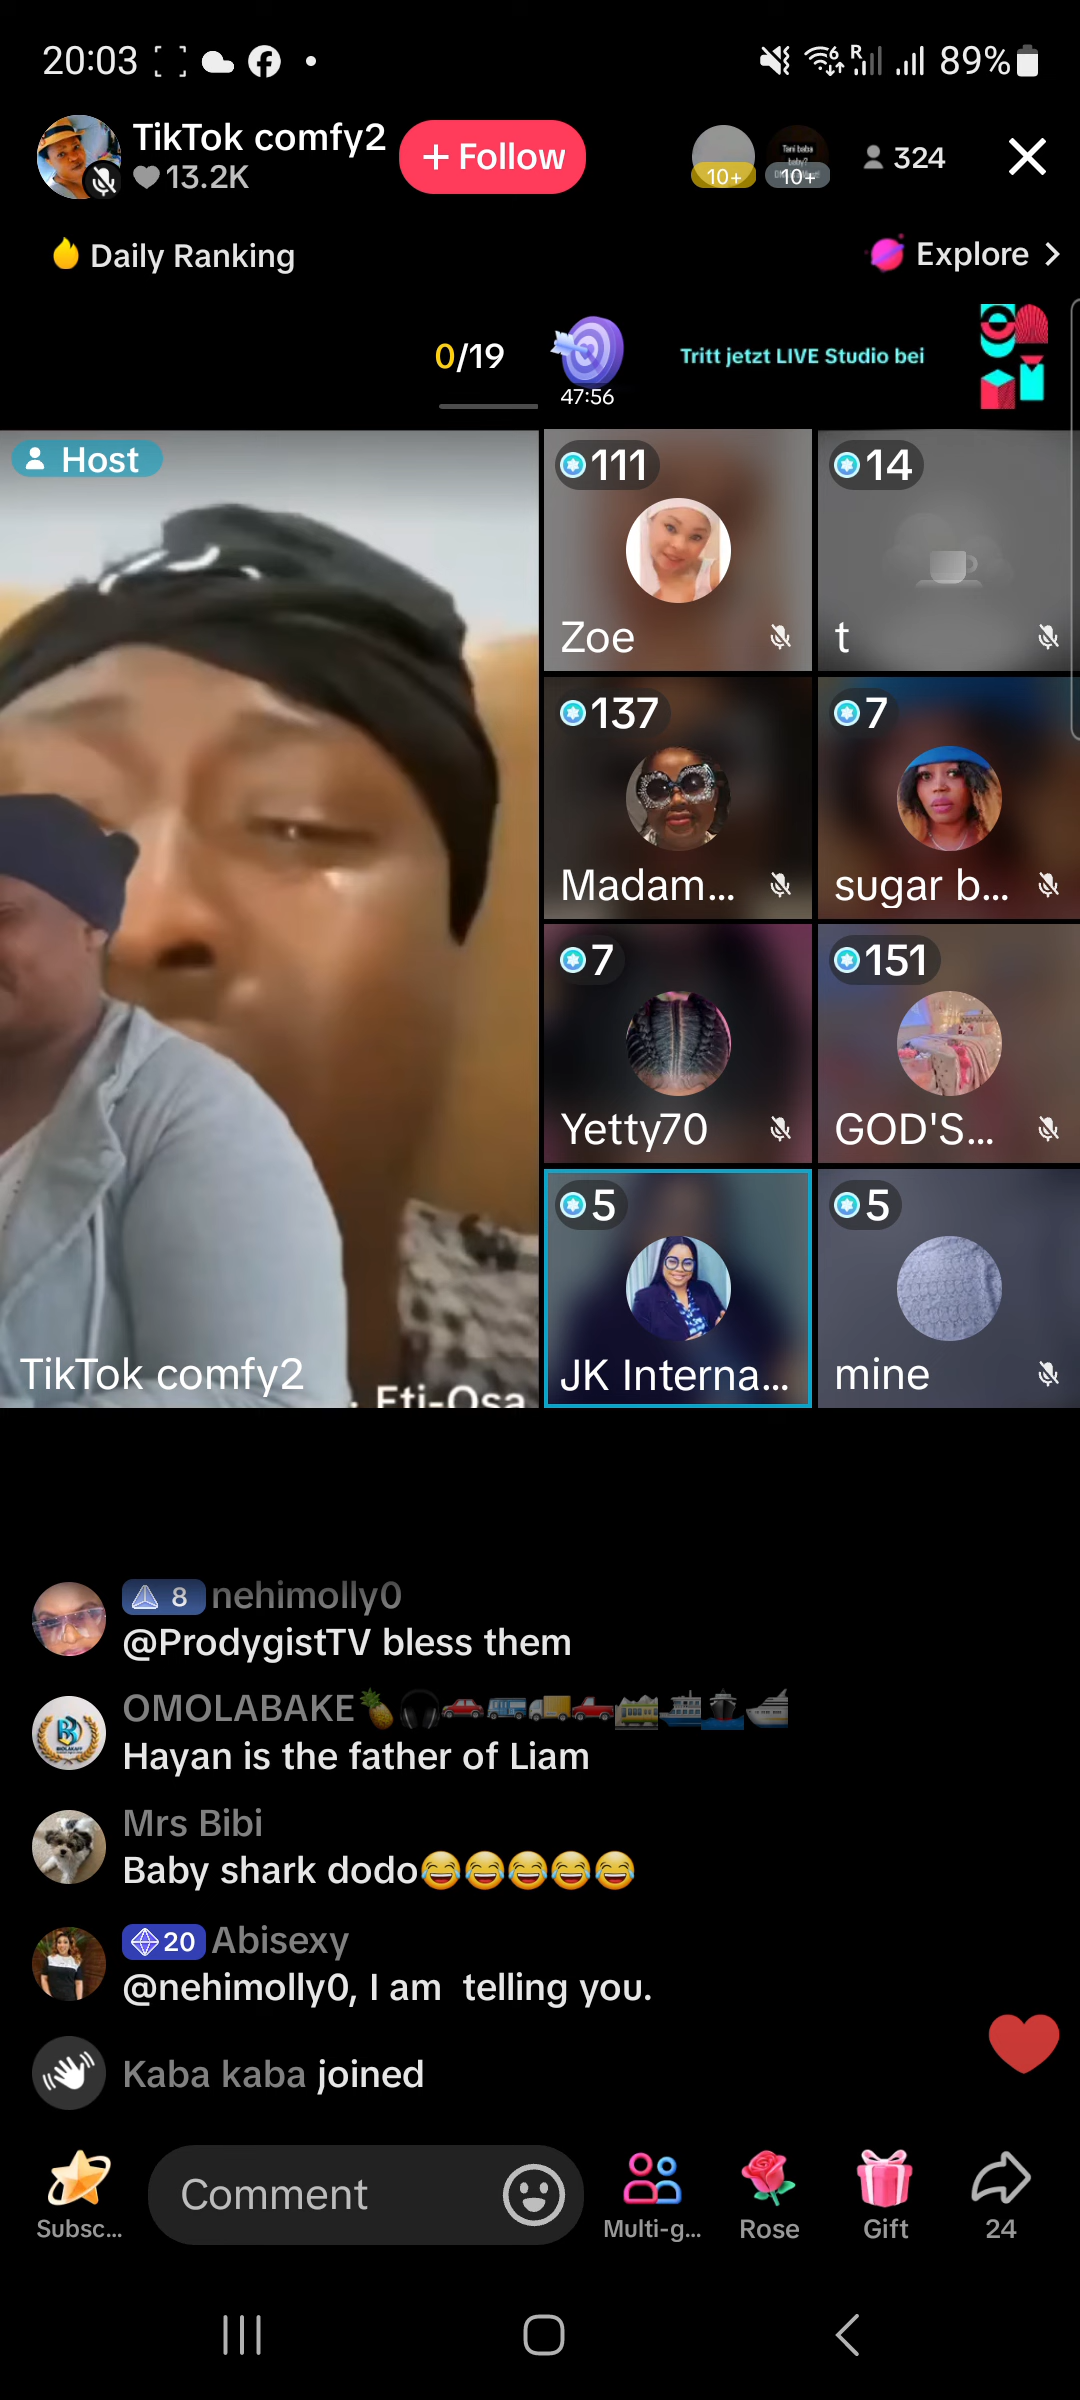 20:03
89%
TikTok comfy2
13.2K
+ Follow
10+
10+
324
Daily Ranking
Explore >
0/19
47:56
Tritt jetzt LIVE Studio bei
Host
111
Zoe
14
t
137
Madam...
7
sugar b...
7
Yetty70
151
GOD'S...
5
JK Interna...
5
mine
TikTok comfy2
Eti-Osa
8 nehimolly0
@ProdygistTV bless them
OMOLABAKE🍍🎧🚗🚙🚚🛻🚋⛴️🚢🛳️
Hayan is the father of Liam
Mrs Bibi
Baby shark dodo😂😂😂😂😂
20 Abisexy
@nehimolly0, I am  telling you.
Kaba kaba joined
Subsc...
Comment
Multi-g...
Rose
Gift
24